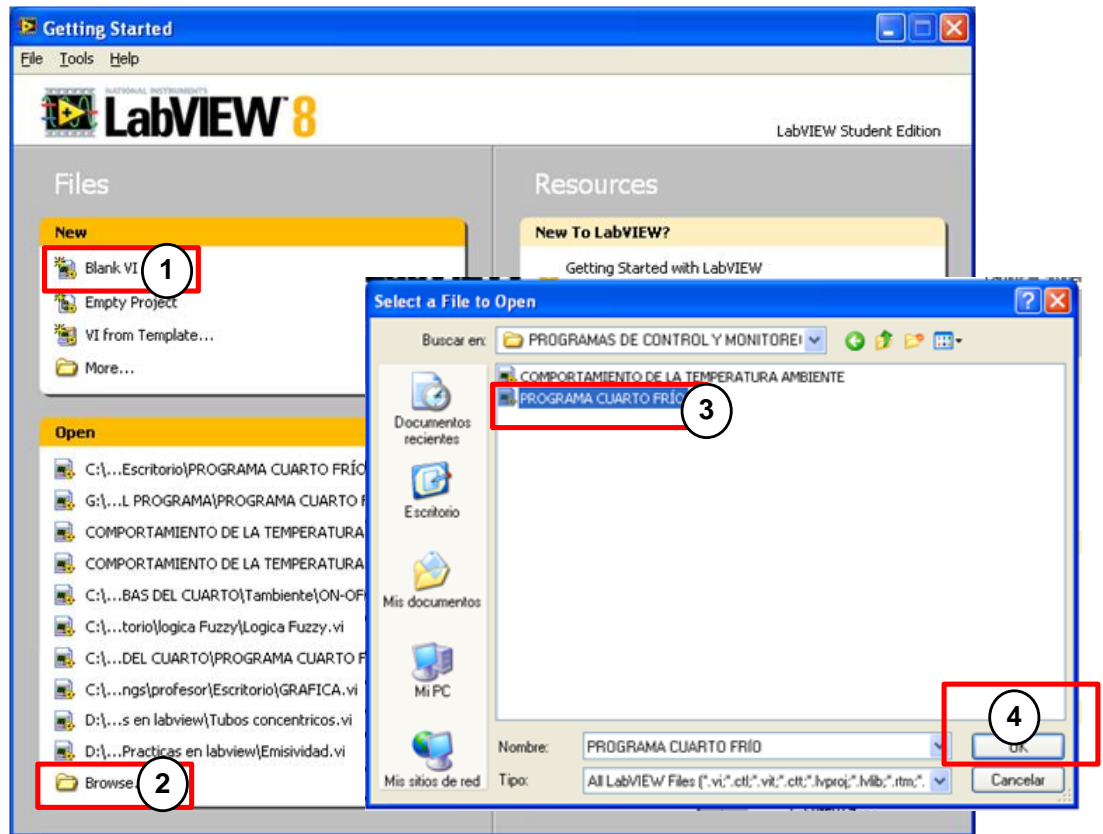 Getting Started
File Tools Help
NATIONAL INSTRUMENTS
LabVIEW 8
LabVIEW Student Edition
Files
Resources
New
New To LabVIEW?
Blank VI
1
Getting Started with LabVIEW
Empty Project
VI from Template...
More...
Open
C:\...Escritorio\PROGRAMA CUARTO FRÍO
G:\...L PROGRAMA\PROGRAMA CUARTO
COMPORTAMIENTO DE LA TEMPERATURA
COMPORTAMIENTO DE LA TEMPERATURA
C:\...BAS DEL CUARTO\Tambiente\ON-OF
C:\...torio\logica Fuzzy\Logica Fuzzy.vi
C:\...DEL CUARTO\PROGRAMA CUARTO F
C:\...ngs\profesor\Escritorio\GRAFICA.vi
D:\...s en labview\Tubos concentricos.vi
D:\...Practicas en labview\Emisividad.vi
Browse.
2
Select a File to Open
Buscar en:
PROGRAMAS DE CONTROL Y MONITORE
COMPORTAMIENTO DE LA TEMPERATURA AMBIENTE
PROGRAMA CUARTO FRÍO
3
Documentos
recientes
Escritorio
Mis documentos
Mi PC
Mis sitios de red
4
Nombre:
PROGRAMA CUARTO FRÍO
OK
Tipo:
All LabVIEW Files (*.vi;*.ctl;*.vit;*.ctt;*.lvproj;*.lvlib;*.rtm;*.
Cancelar